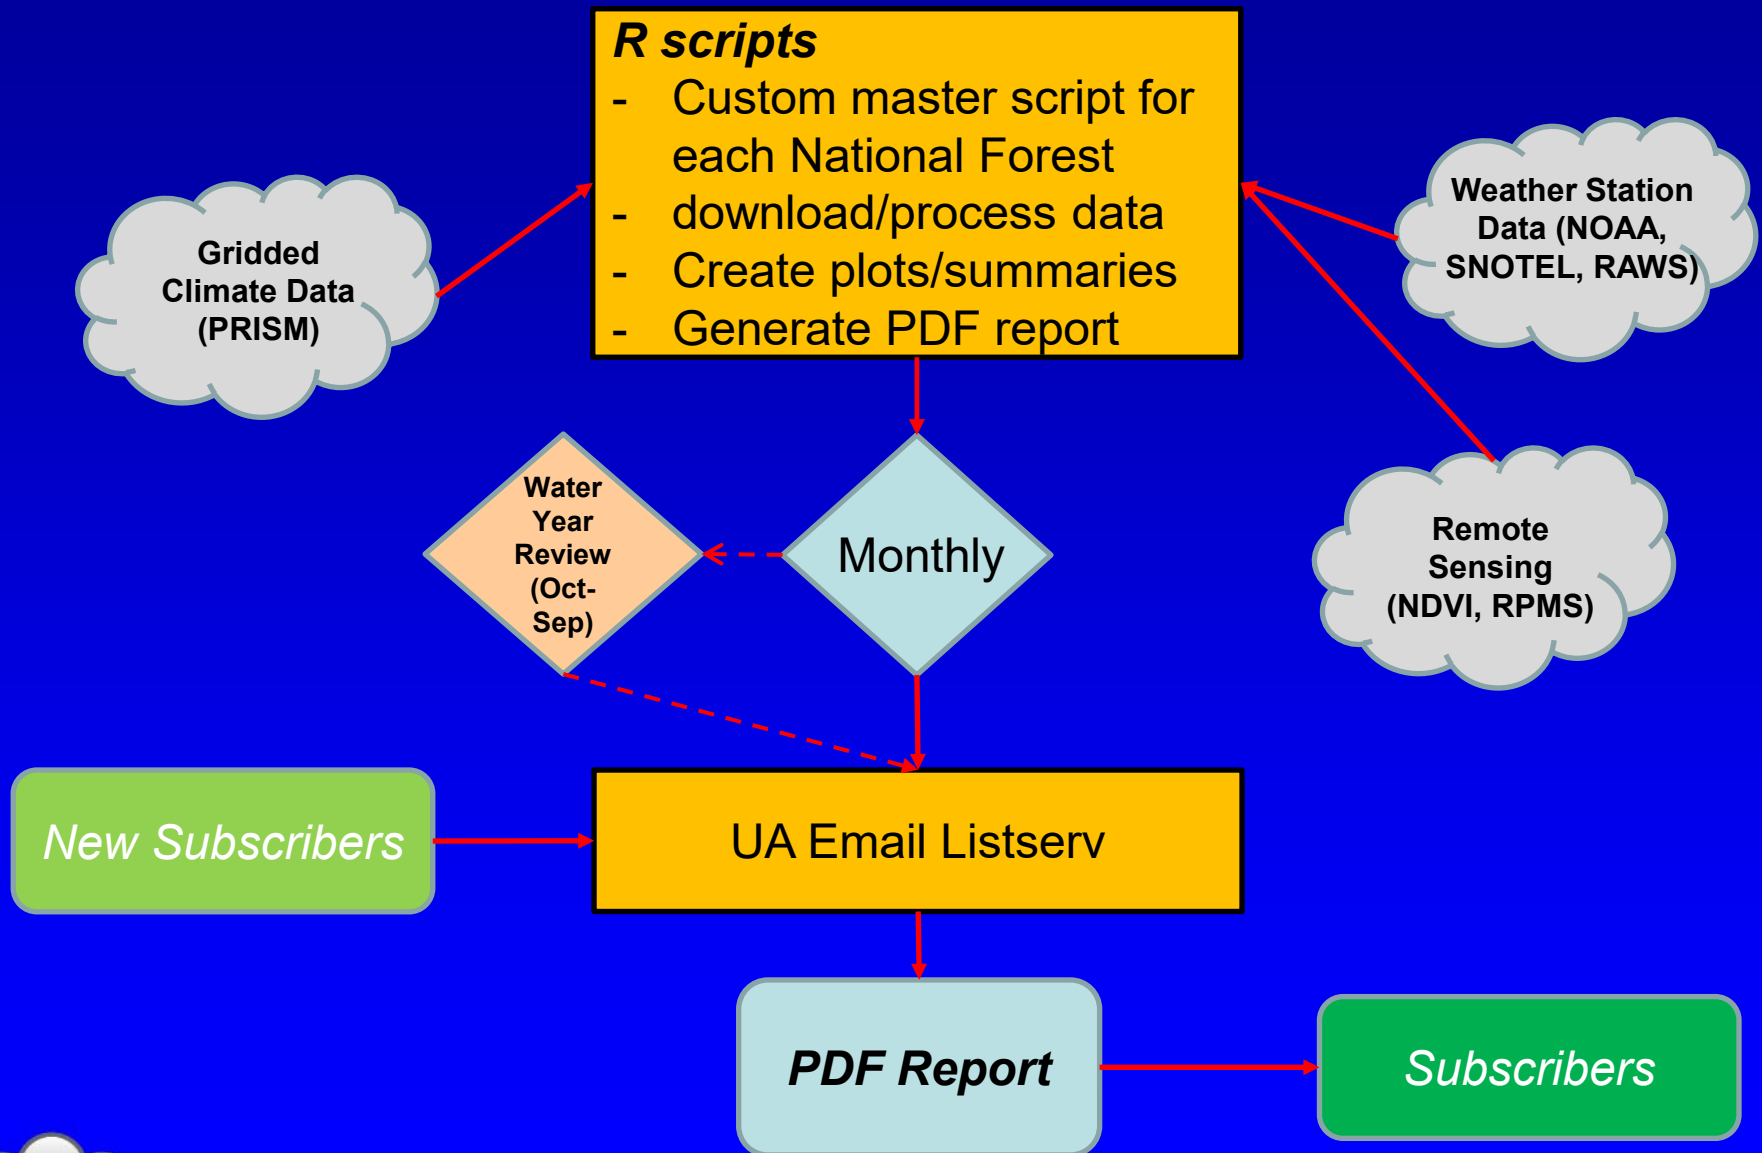 R scripts
- Custom master script for
each National Forest
- download/process data
- Create plots/summaries
- Generate PDF report
Gridded
Climate Data
(PRISM)
Weather Station
Data (NOAA,
SNOTEL, RAWS)
Water
Year
Review
(Oct-
Sep)
Monthly
Remote
Sensing
(NDVI, RPMS)
New Subscribers
UA Email Listserv
PDF Report
Subscribers